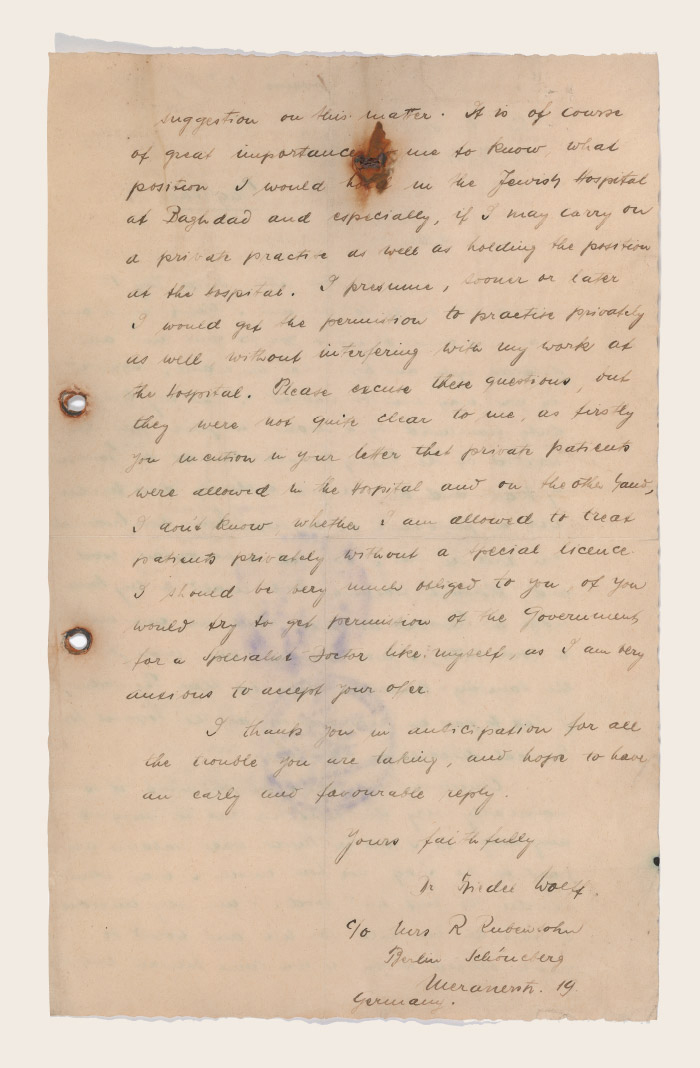 suggestion on this matter. It is of course
of great importance me to know what
position I would have in the Jewish Hospital
at Baghdad and especially, if I may carry on
a private practise as well as holding the position
at the Hospital. I presume, sooner or later
I would get the permission to practise privately
as well without interfering with my work at
the Hospital. Please excuse these questions, but
they were not quite clear to me, as firstly
you mention in your letter that private patients
were allowed in the Hospital and on the other hand,
I don't know whether I am allowed to treat
patients privately without a special licence.
I should be very much obliged to you, if you
would try to get permission of the Government
for a Specialist Doctor like myself, as I am very
anxious to accept your offer.
I thank you in anticipation for all
the trouble you are taking, and hope to have
an early and favourable reply.
Yours faithfully
Dr Wolff.
c/o Mrs R Rubensohn
Berlin Schöneberg
Meranerstr. 19
Germany.